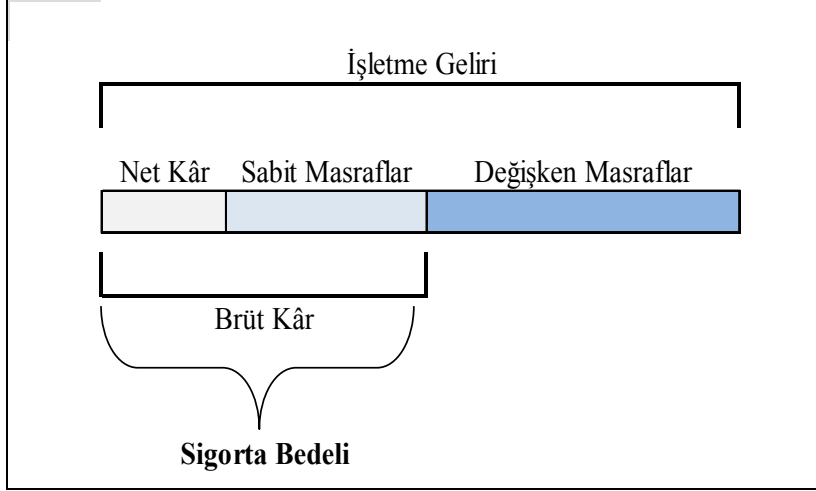 İşletme Geliri
Net Kâr Sabit Masraflar Değişken Masraflar
Brüt Kâr
Sigorta Bedeli